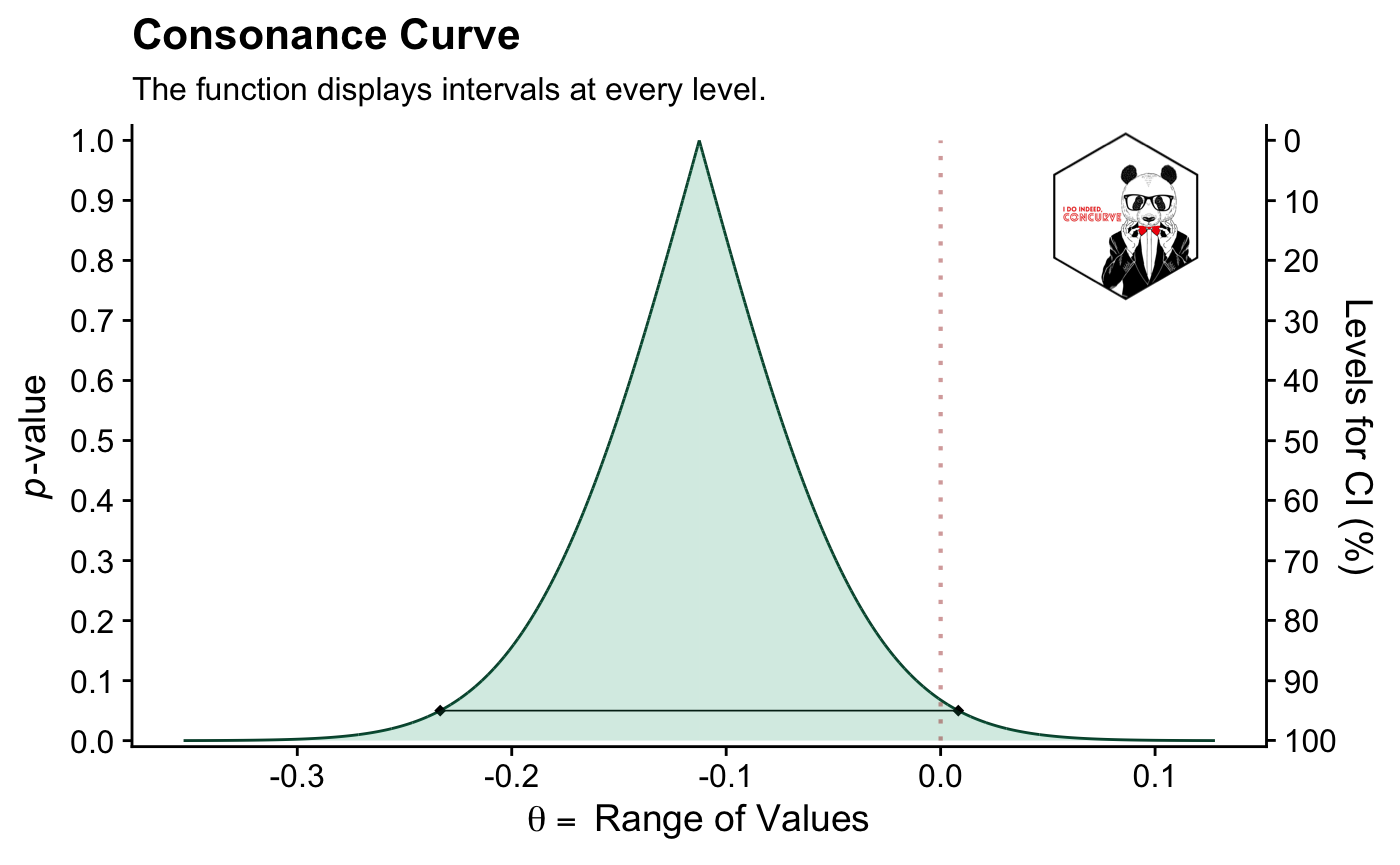 Consonance Curve
The function displays intervals at every level.
1.0
0.9
0.8
0.7
0.6
0.5
0.4
0.3
0.2
0.1
0.0
p-value
0
10
20
30
40
50
60
70
80
90
100
Levels for CI (%)
I DO INDEED,
CONCURVE
-0.3 -0.2 -0.1 0.0 0.1
θ = Range of Values